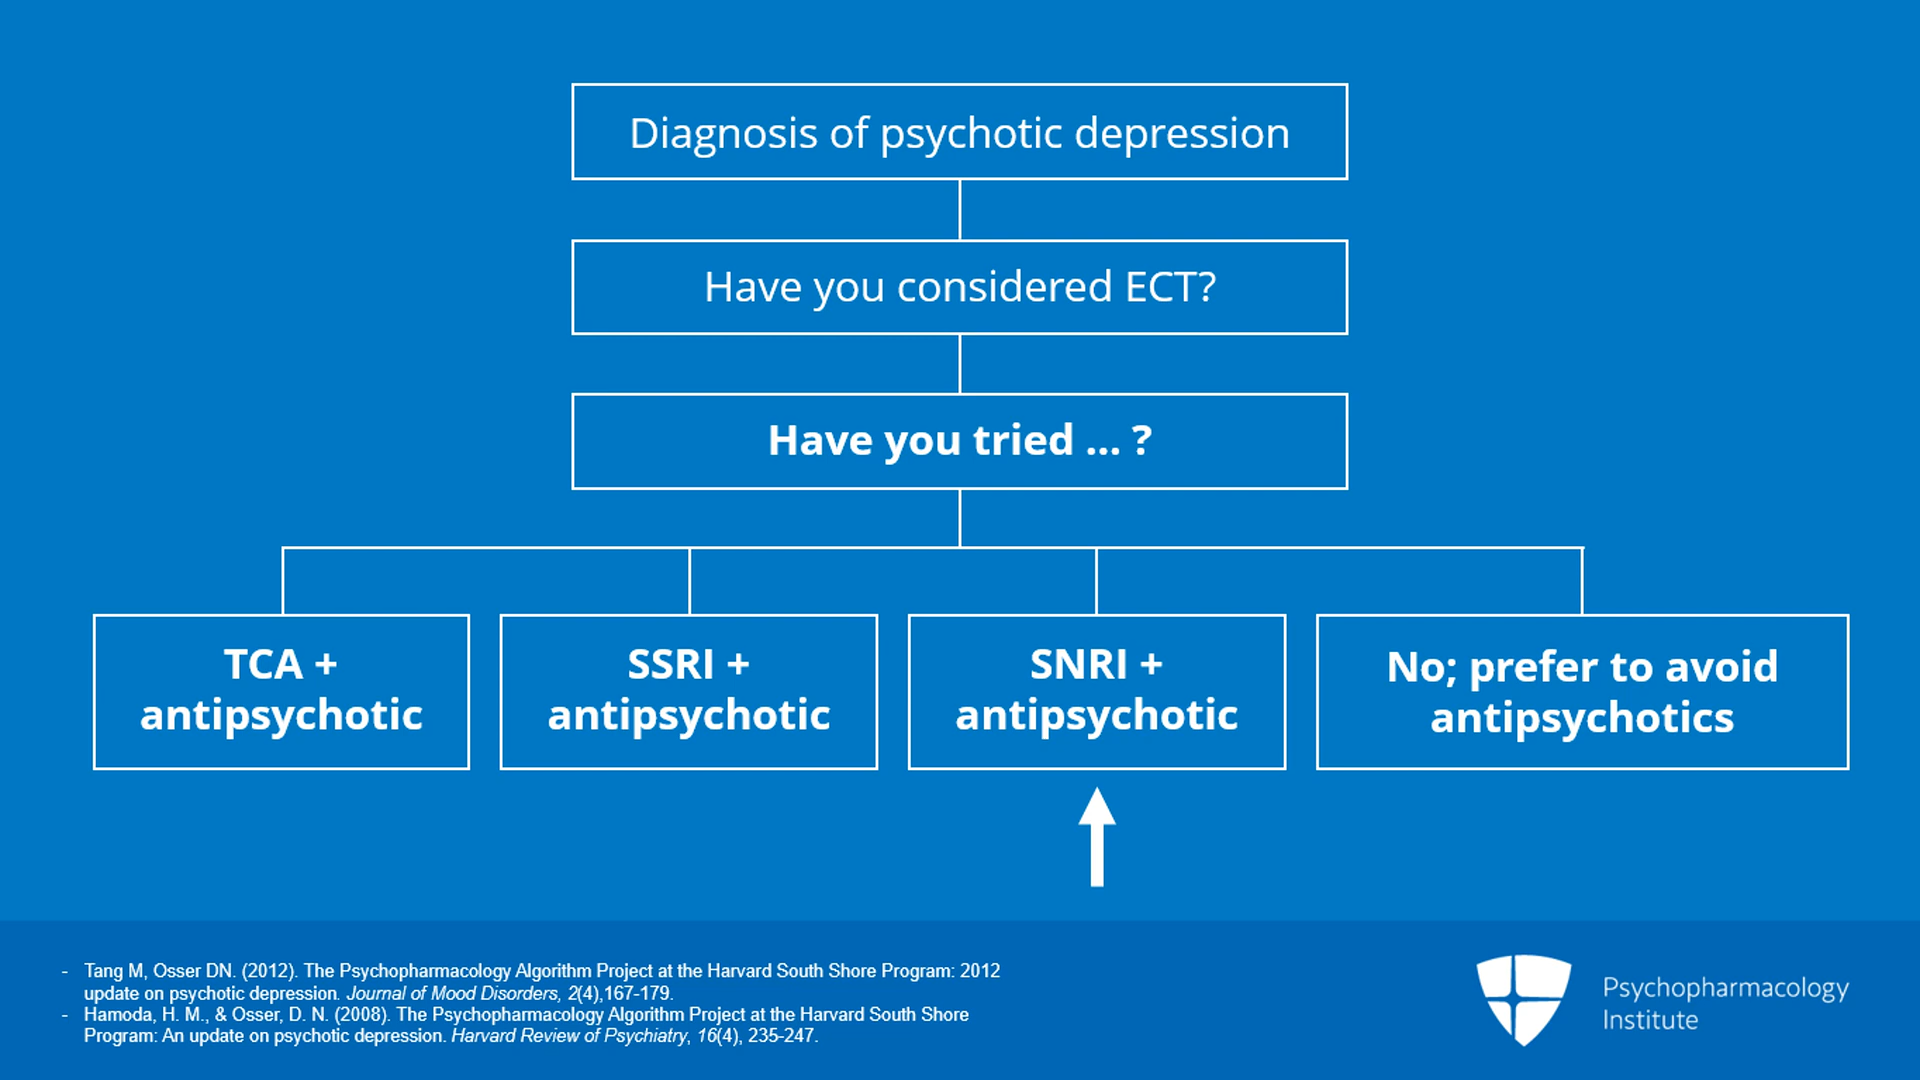 Diagnosis of psychotic depression
Have you considered ECT?
Have you tried ... ?
TCA +
antipsychotic
SSRI +
antipsychotic
SNRI +
antipsychotic
No; prefer to avoid
antipsychotics
- Tang M, Osser DN. (2012). The Psychopharmacology Algorithm Project at the Harvard South Shore Program: 2012
update on psychotic depression. Journal of Mood Disorders, 2(4),167-179.
- Hamoda, H. M., & Osser, D. N. (2008). The Psychopharmacology Algorithm Project at the Harvard South Shore
Program: An update on psychotic depression. Harvard Review of Psychiatry, 16(4), 235-247.
Psychopharmacology
Institute